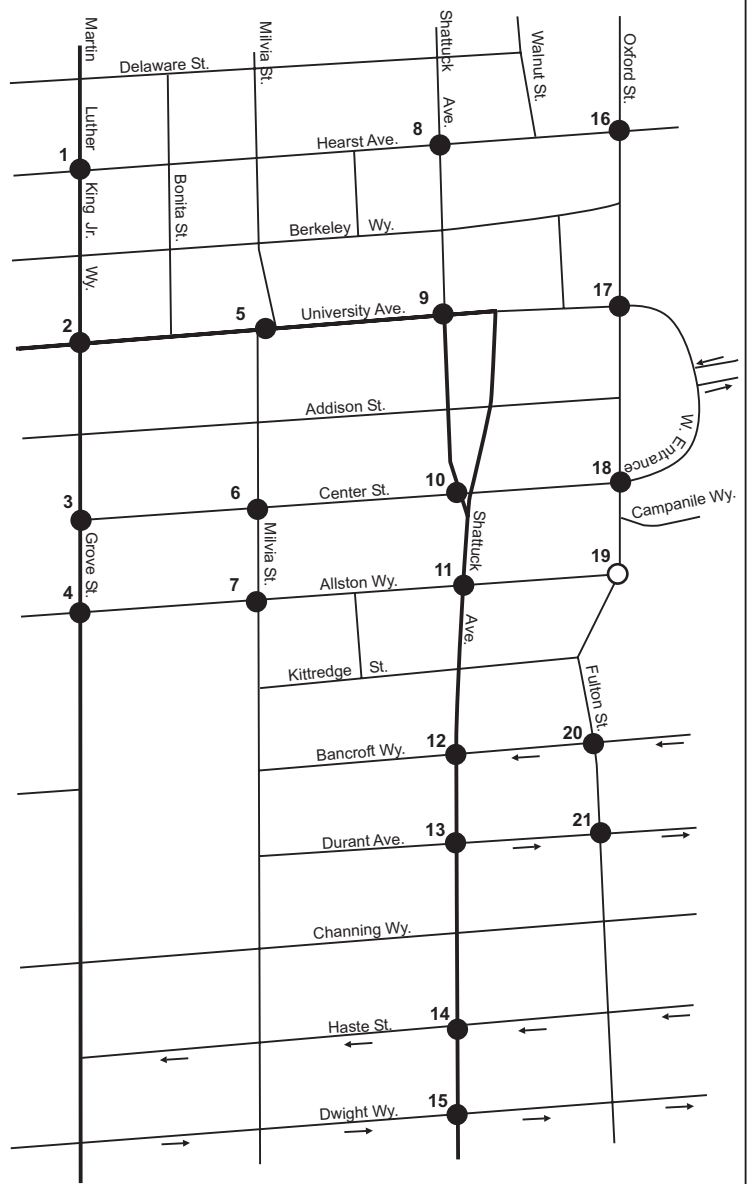 Martin
Luther
King Jr.
Wy.
Milvia St.
Shattuck
Ave.
Walnut St.
Oxford St.
Delaware St.
8
16
Hearst Ave.
1
Bonita St.
Berkeley Wy.
9
17
University Ave.
5
2
Addison St.
W. Entrance
10
18
Center St.
6
3
Campanile Wy.
Shattuck
Ave.
Milvia St.
Grove St.
19
11
Allston Wy.
7
4
Kittredge St.
Fulton St.
20
12
Bancroft Wy.
21
13
Durant Ave.
Channing Wy.
14
Haste St.
15
Dwight Wy.